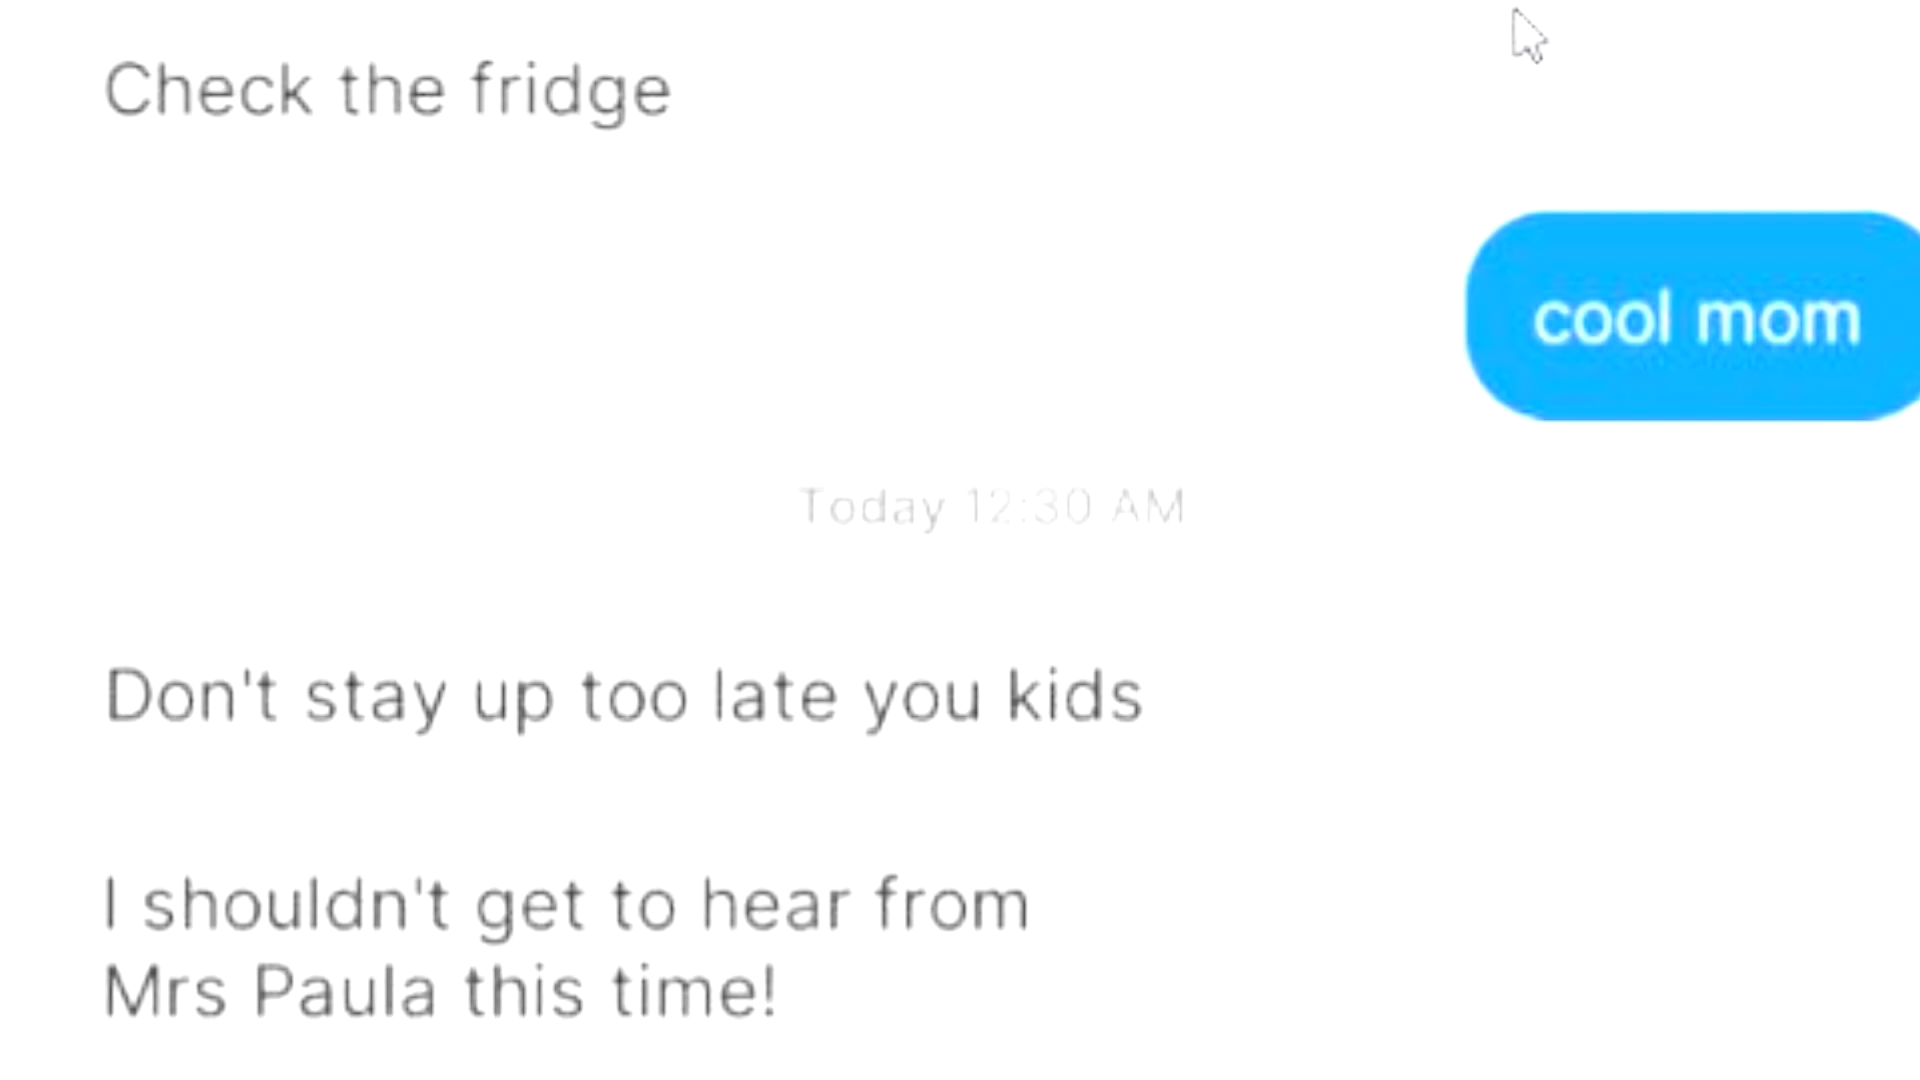 Check the fridge
cool mom
Today 12:30 AM
Don't stay up too late you kids
I shouldn't get to hear from
Mrs Paula this time!